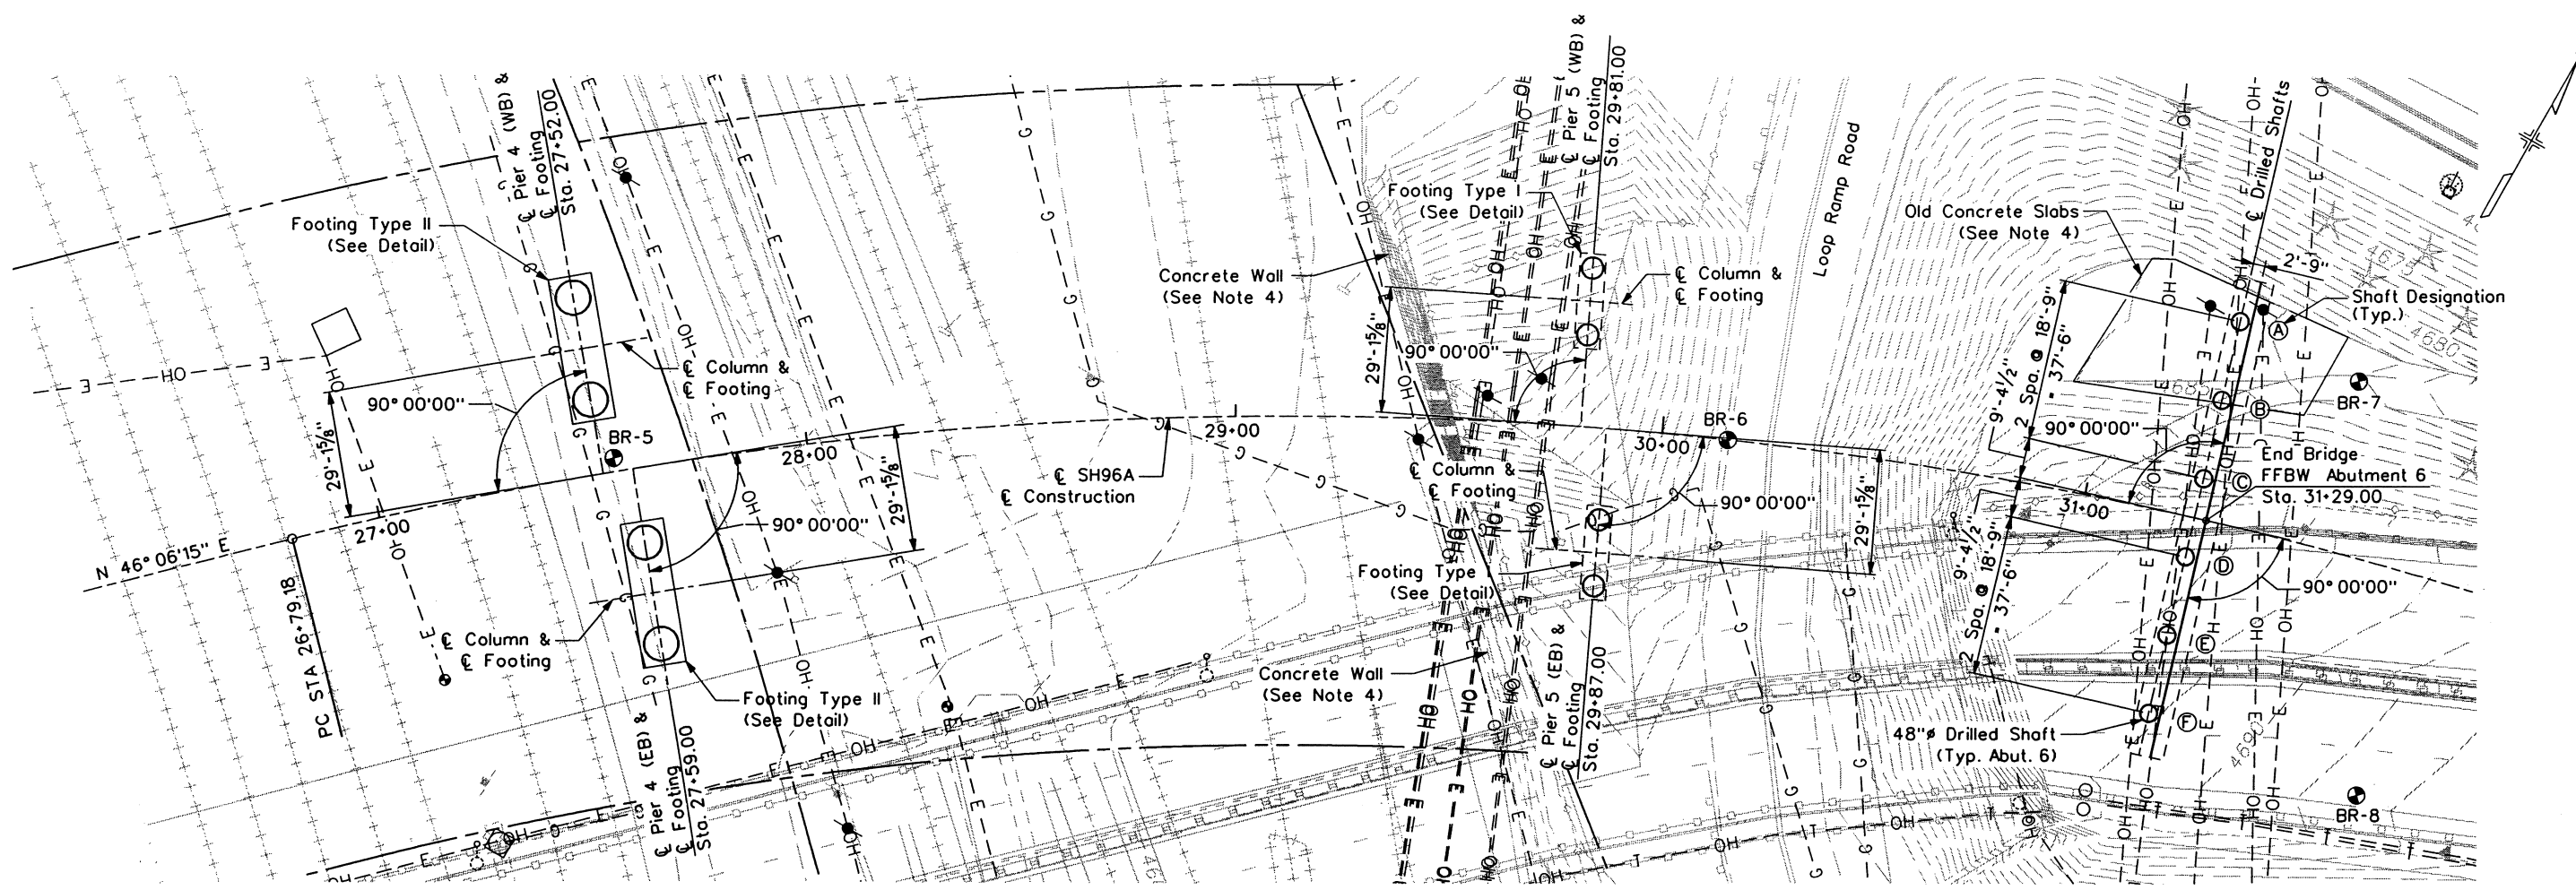 ℄ Pier 4 (WB) &
℄ Footing
Sta. 27+52.00
Footing Type II
(See Detail)
℄ Column &
℄ Footing
90° 00'00"
29'-1⅝"
BR-5
27+00
28+00
N 46° 06'15" E
PC STA 26+79.18
90° 00'00"
29'-1⅝"
℄ Column &
℄ Footing
Footing Type II
(See Detail)
℄ Pier 4 (EB) &
℄ Footing
Sta. 27+59.00
29+00
℄ SH96A
℄ Construction
℄ Pier 5 (WB) &
℄ Footing
Sta. 29+81.00
Footing Type I
(See Detail)
Concrete Wall
(See Note 4)
℄ Column &
℄ Footing
29'-1⅝"
90° 00'00"
BR-6
30+00
℄ Column &
℄ Footing
90° 00'00"
29'-1⅝"
Footing Type I
(See Detail)
Concrete Wall
(See Note 4)
℄ Pier 5 (EB) &
℄ Footing
Sta. 29+87.00
Loop Ramp Road
Old Concrete Slabs
(See Note 4)
℄ Drilled Shafts
2'-9"
Shaft Designation
(Typ.)
A
B
C
D
E
F
4675
4680
4685
4690
2 Spa. @ 18'-9"
= 37'-6"
9'-4½"
90° 00'00"
BR-7
End Bridge
FFBW Abutment 6
Sta. 31+29.00
31+00
9'-4½"
2 Spa. @ 18'-9"
= 37'-6"
90° 00'00"
48"ø Drilled Shaft
(Typ. Abut. 6)
BR-8